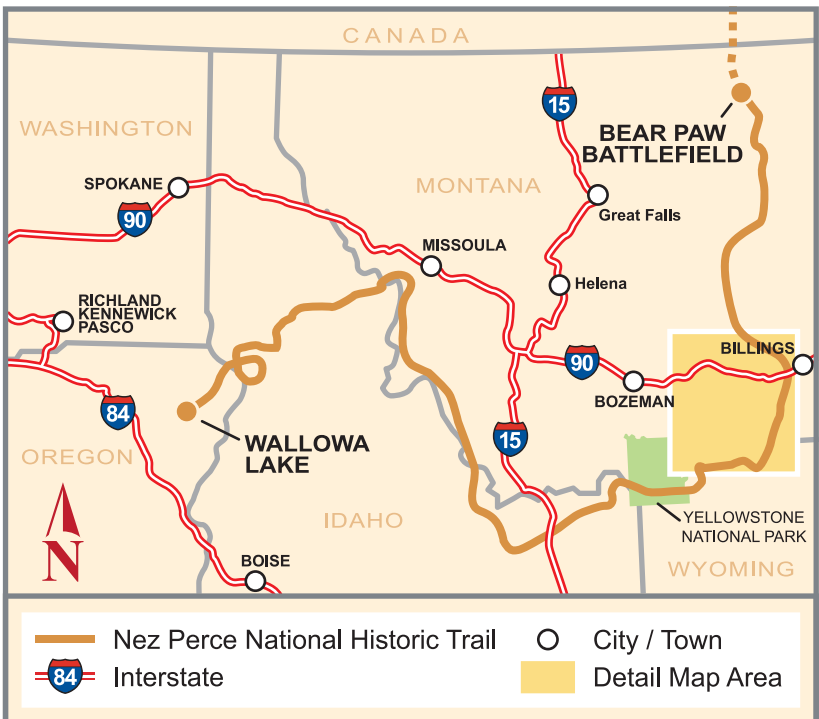 CANADA
WASHINGTON
15
BEAR PAW
BATTLEFIELD
SPOKANE
MONTANA
90
Great Falls
MISSOULA
Helena
RICHLAND
KENNEWICK
PASCO
BILLINGS
90
BOZEMAN
84
WALLOWA
LAKE
15
OREGON
IDAHO
YELLOWSTONE
NATIONAL PARK
N
BOISE
WYOMING
Nez Perce National Historic Trail
City / Town
84
Interstate
Detail Map Area